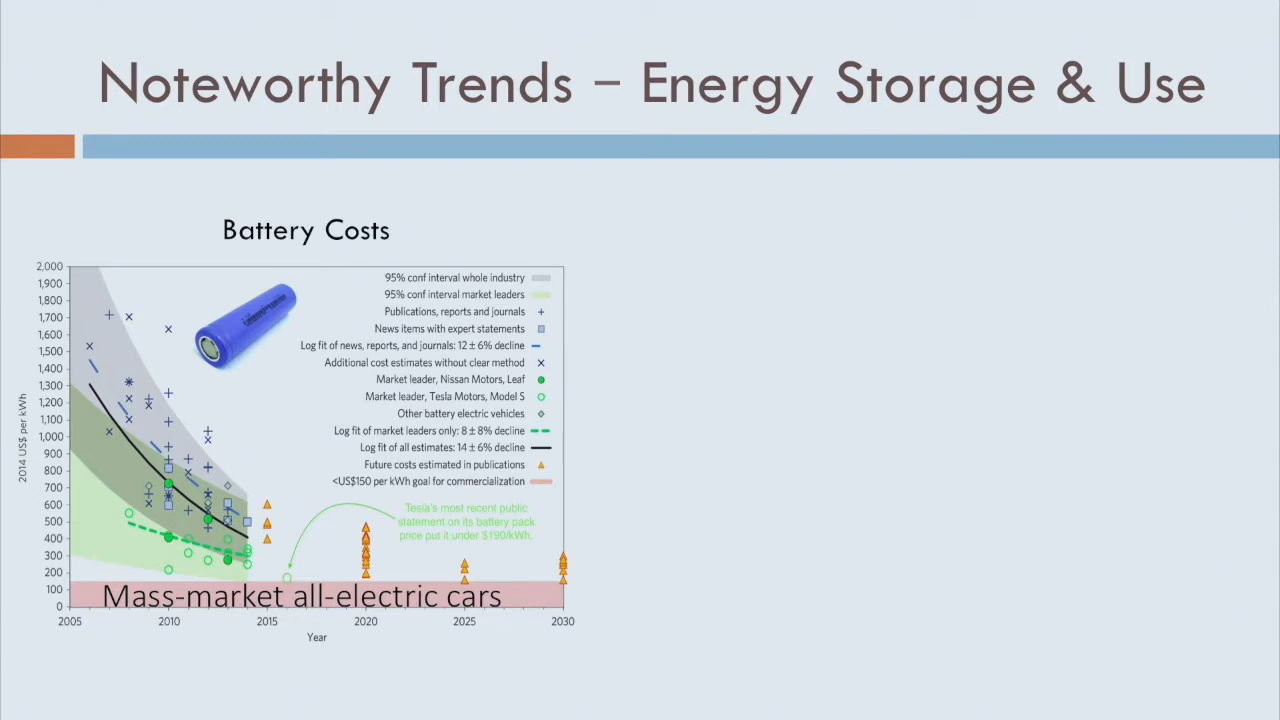 Noteworthy Trends – Energy Storage & Use
Battery Costs
2,000
1,900
1,800
1,700
1,600
1,500
1,400
1,300
1,200
1,100
1,000
900
800
700
600
500
400
300
200
100
0
2014 US$ per kWh
95% conf interval whole industry
95% conf interval market leaders
Publications, reports and journals
News items with expert statements
Log fit of news, reports, and journals: 12 ± 6% decline
Additional cost estimates without clear method
Market leader, Nissan Motors, Leaf
Market leader, Tesla Motors, Model S
Other battery electric vehicles
Log fit of market leaders only: 8 ± 8% decline
Log fit of all estimates: 14 ± 6% decline
Future costs estimated in publications
<US$150 per kWh goal for commercialization
Tesla's most recent public
statement on its battery pack
price put it under $190/kWh.
Mass-market all-electric cars
2005 2010 2015 2020 2025 2030
Year